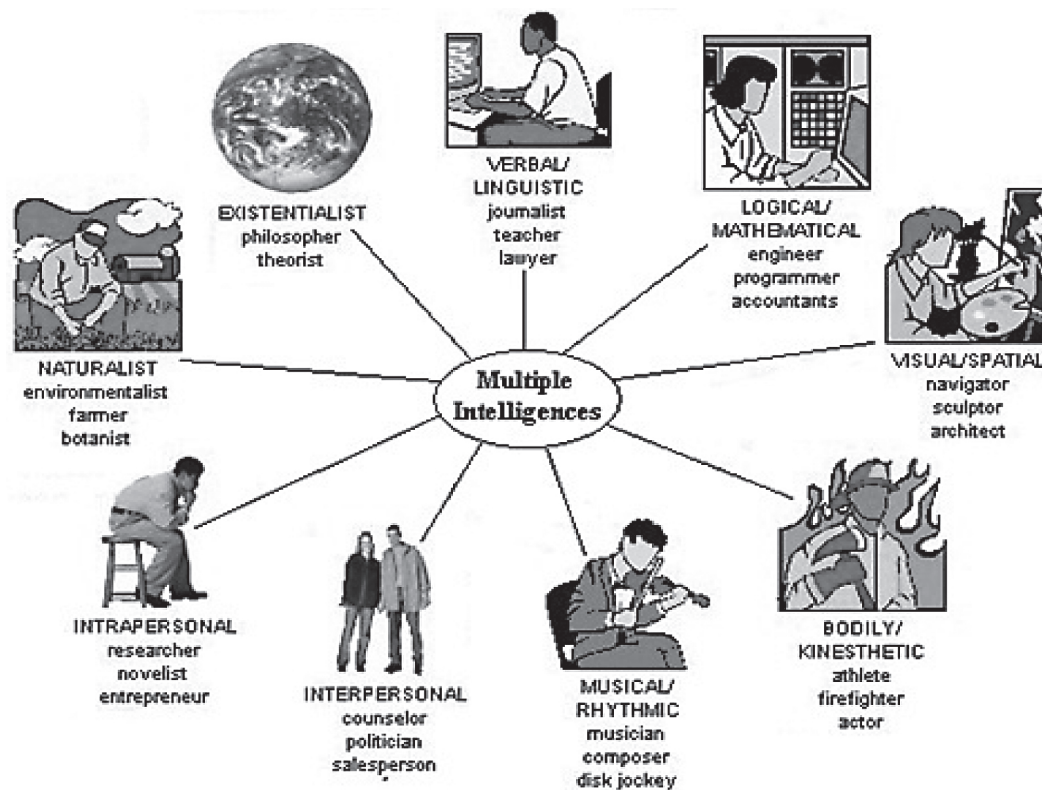 EXISTENTIALIST
philosopher
theorist
VERBAL/
LINGUISTIC
journalist
teacher
lawyer
LOGICAL/
MATHEMATICAL
engineer
programmer
accountants
NATURALIST
environmentalist
farmer
botanist
Multiple
Intelligences
VISUAL/SPATIAL
navigator
sculptor
architect
INTRAPERSONAL
researcher
novelist
entrepreneur
INTERPERSONAL
counselor
politician
salesperson
MUSICAL/
RHYTHMIC
musician
composer
disk jockey
BODILY/
KINESTHETIC
athlete
firefighter
actor